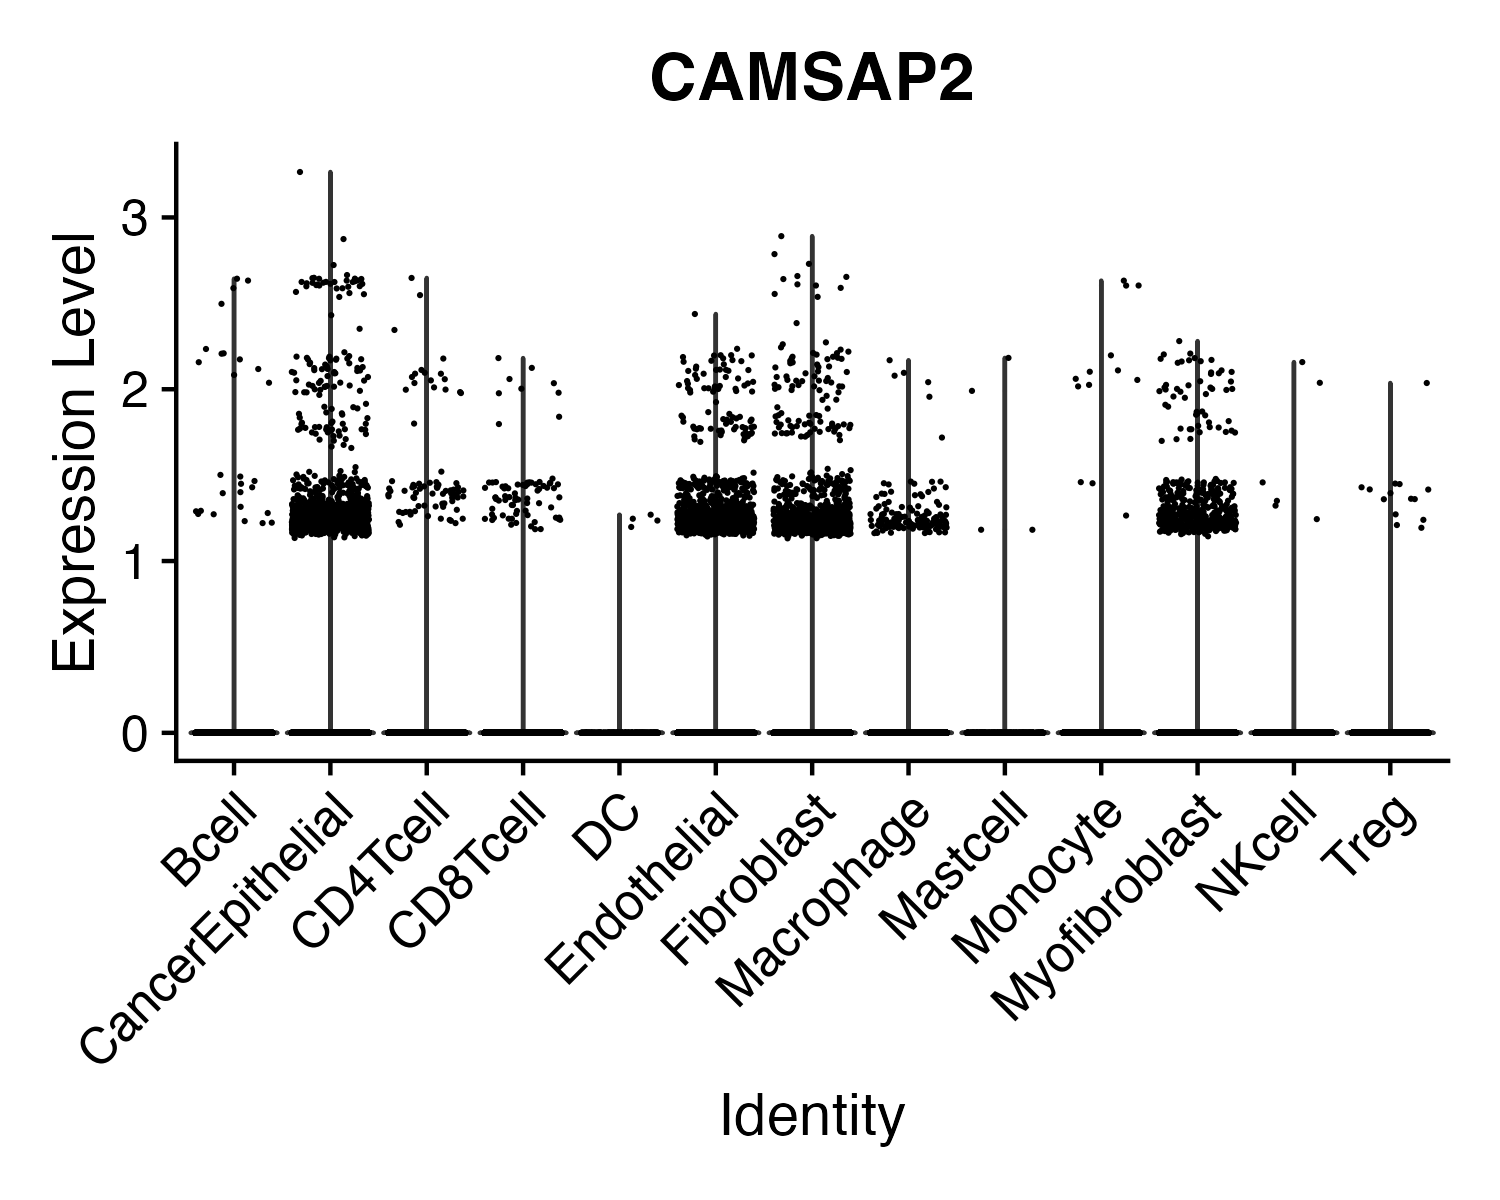 CAMSAP2
Expression Level
3
2
1
0
Bcell
CancerEpithelial
CD4Tcell
CD8Tcell
DC
Endothelial
Fibroblast
Macrophage
Mastcell
Monocyte
Myofibroblast
NKcell
Treg
Identity